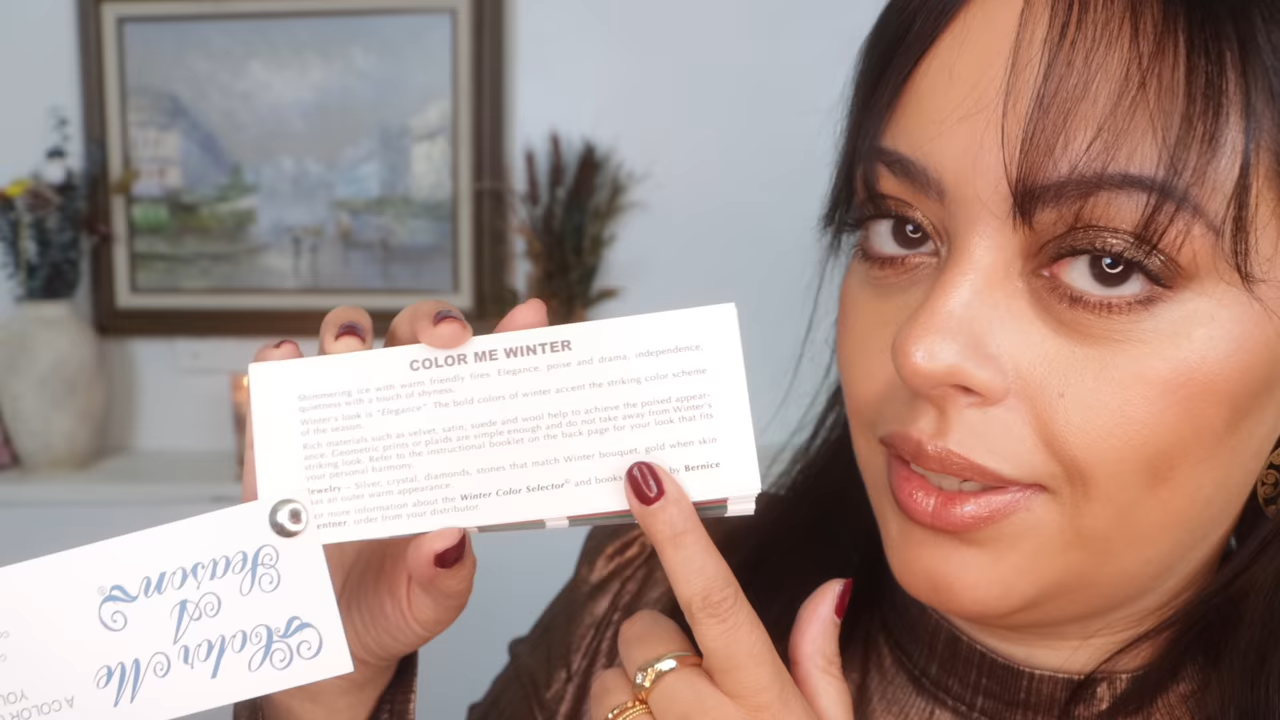 COLOR ME WINTER
Shimmering ice with warm friendly fires. Elegance, poise and drama, independence,
quietness with a touch of shyness.
Winter's look is "Elegance" The bold colors of winter accent the striking color scheme
of the season.
Rich materials such as velvet, satin, suede and wool help to achieve the poised appear-
ance. Geometric prints or plaids are simple enough and do not take away from Winter's
striking look. Refer to the instructional booklet on the back page for your look that fits
your personal harmony.
Jewelry – Silver, crystal, diamonds, stones that match Winter bouquet, gold when skin
has an outer warm appearance.
or more information about the Winter Color Selector© and books by Bernice
entner, order from your distributor
Color Me
A
Season®
A COLOR
YOU